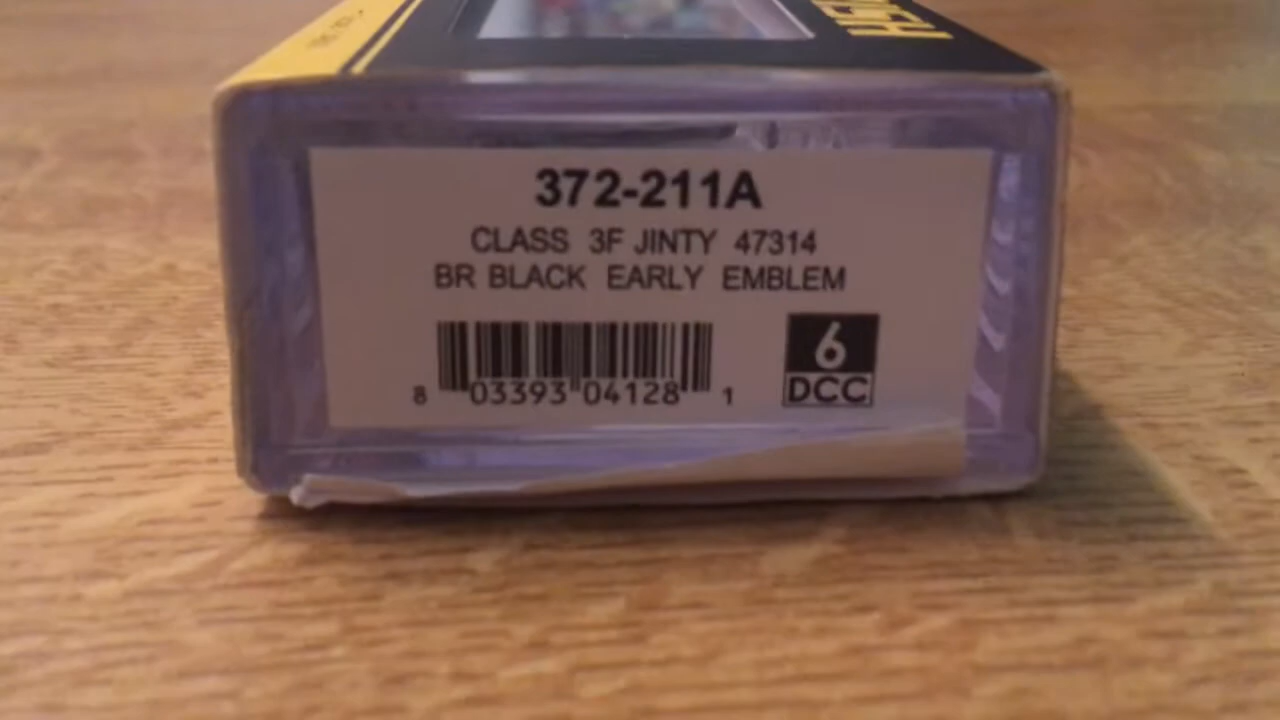 372-211A
CLASS 3F JINTY 47314
BR BLACK EARLY EMBLEM
8 03393 04128 1
6
DCC